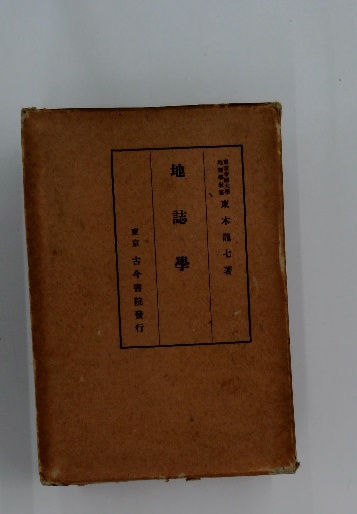 東木龍七著
地誌學
東京 古今書院發行